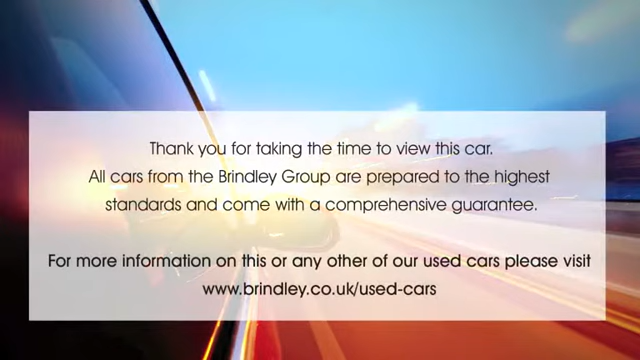 Thank you for taking the time to view this car.
All cars from the Brindley Group are prepared to the highest
standards and come with a comprehensive guarantee.
For more information on this or any other of our used cars please visit
www.brindley.co.uk/used-cars